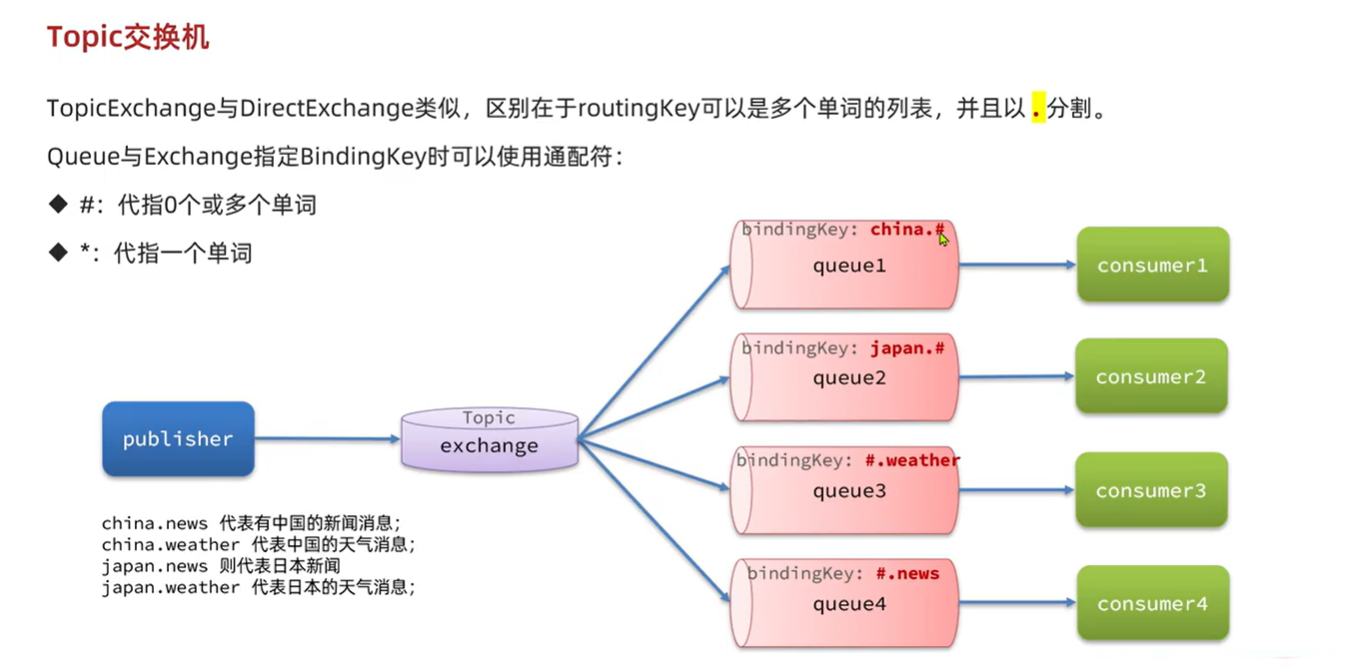 Topic交换机
TopicExchange与DirectExchange类似，区别在于routingKey可以是多个单词的列表，并且以 . 分割。
Queue与Exchange指定BindingKey时可以使用通配符：
◆ #：代指0个或多个单词
◆ *：代指一个单词
bindingKey: china.#
queue1
consumer1
bindingKey: japan.#
queue2
consumer2
publisher
Topic
exchange
bindingKey: #.weather
queue3
consumer3
bindingKey: #.news
queue4
consumer4
china.news 代表有中国的新闻消息;
china.weather 代表中国的天气消息;
japan.news 则代表日本新闻
japan.weather 代表日本的天气消息;